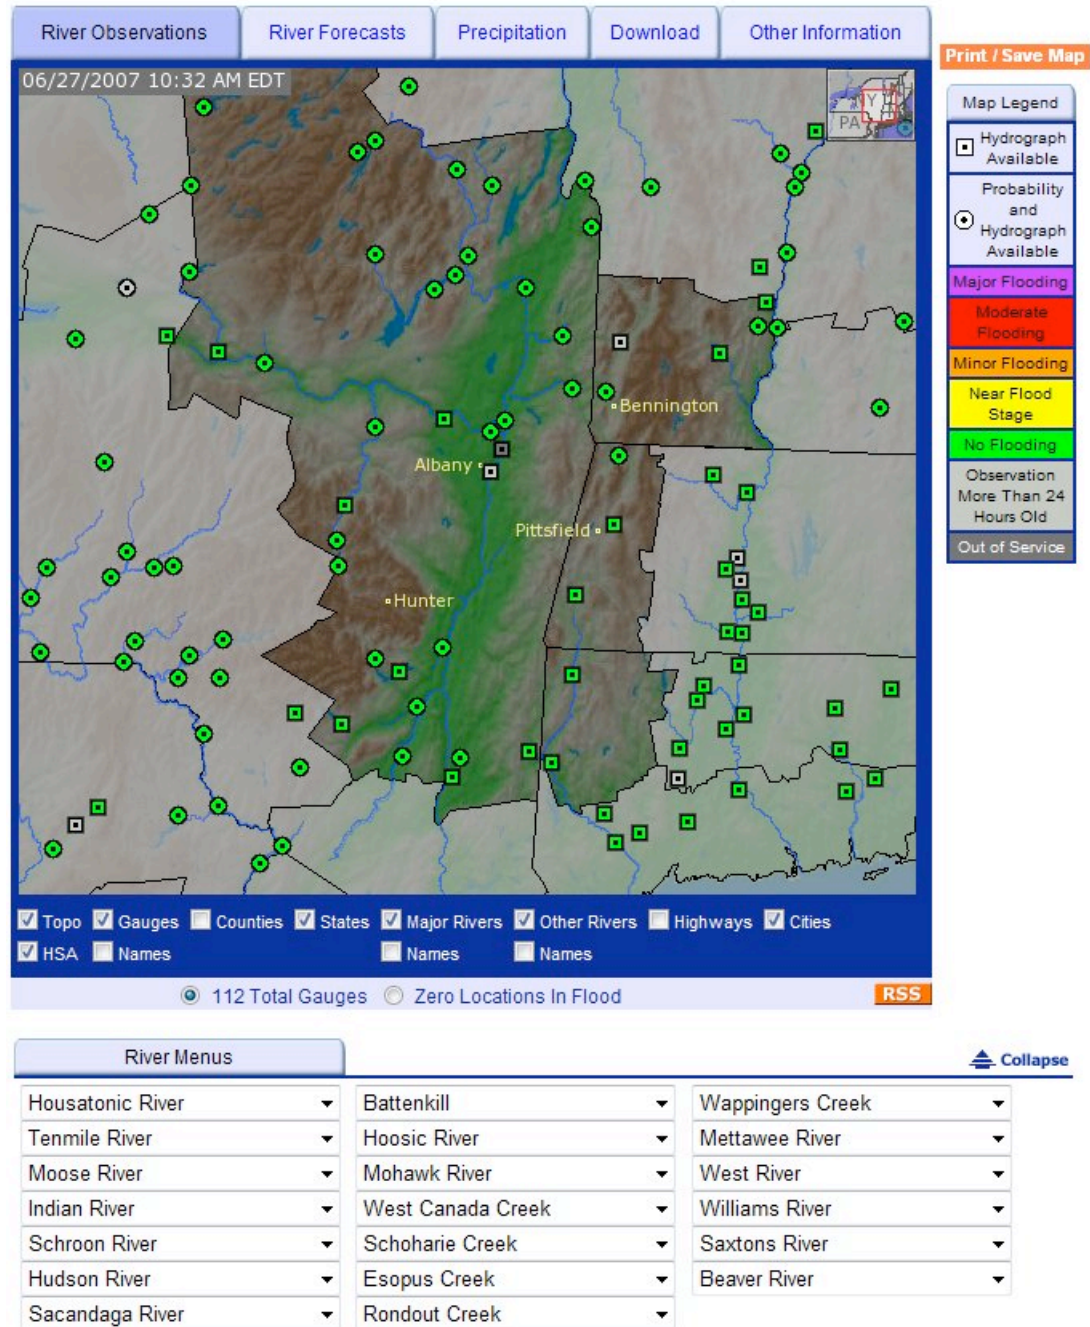 River Observations
River Forecasts
Precipitation
Download
Other Information
Print / Save Map
06/27/2007 10:32 AM EDT
Y
PA
Bennington
Albany
Pittsfield
Hunter
Map Legend
Hydrograph
Available
Probability
and
Hydrograph
Available
Major Flooding
Moderate
Flooding
Minor Flooding
Near Flood
Stage
No Flooding
Observation
More Than 24
Hours Old
Out of Service
Topo Gauges Counties States Major Rivers Other Rivers Highways Cities
HSA Names Names Names
112 Total Gauges Zero Locations In Flood RSS
River Menus
Collapse
Housatonic River Battenkill Wappingers Creek
Tenmile River Hoosic River Mettawee River
Moose River Mohawk River West River
Indian River West Canada Creek Williams River
Schroon River Schoharie Creek Saxtons River
Hudson River Esopus Creek Beaver River
Sacandaga River Rondout Creek